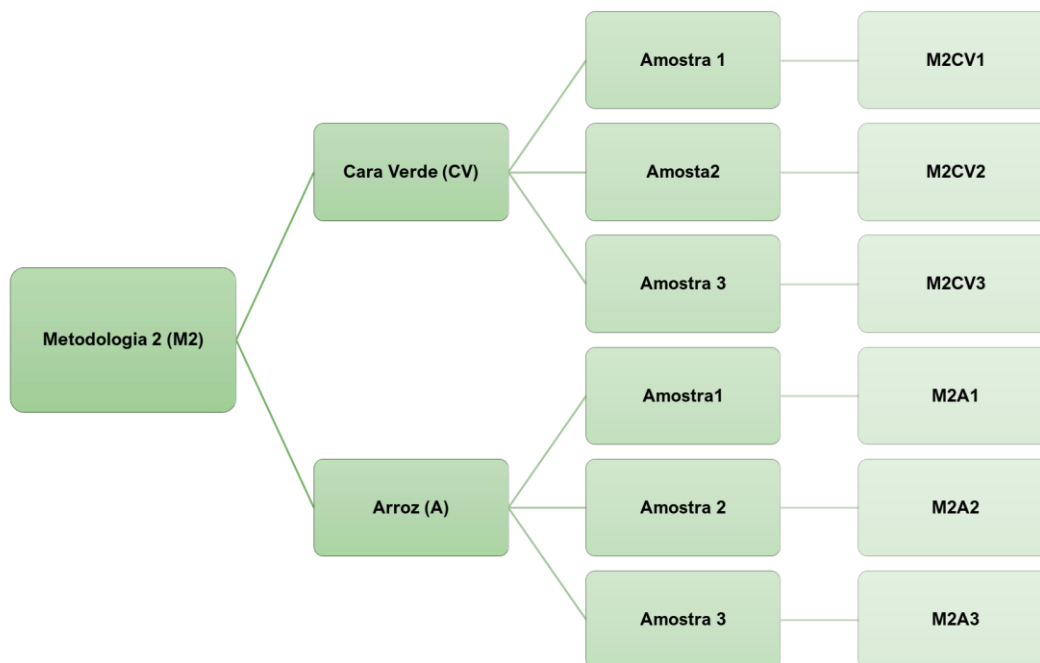 Metodologia 2 (M2)
Cara Verde (CV)
Amostra 1
M2CV1
Amosta2
M2CV2
Amostra 3
M2CV3
Arroz (A)
Amostra1
M2A1
Amostra 2
M2A2
Amostra 3
M2A3